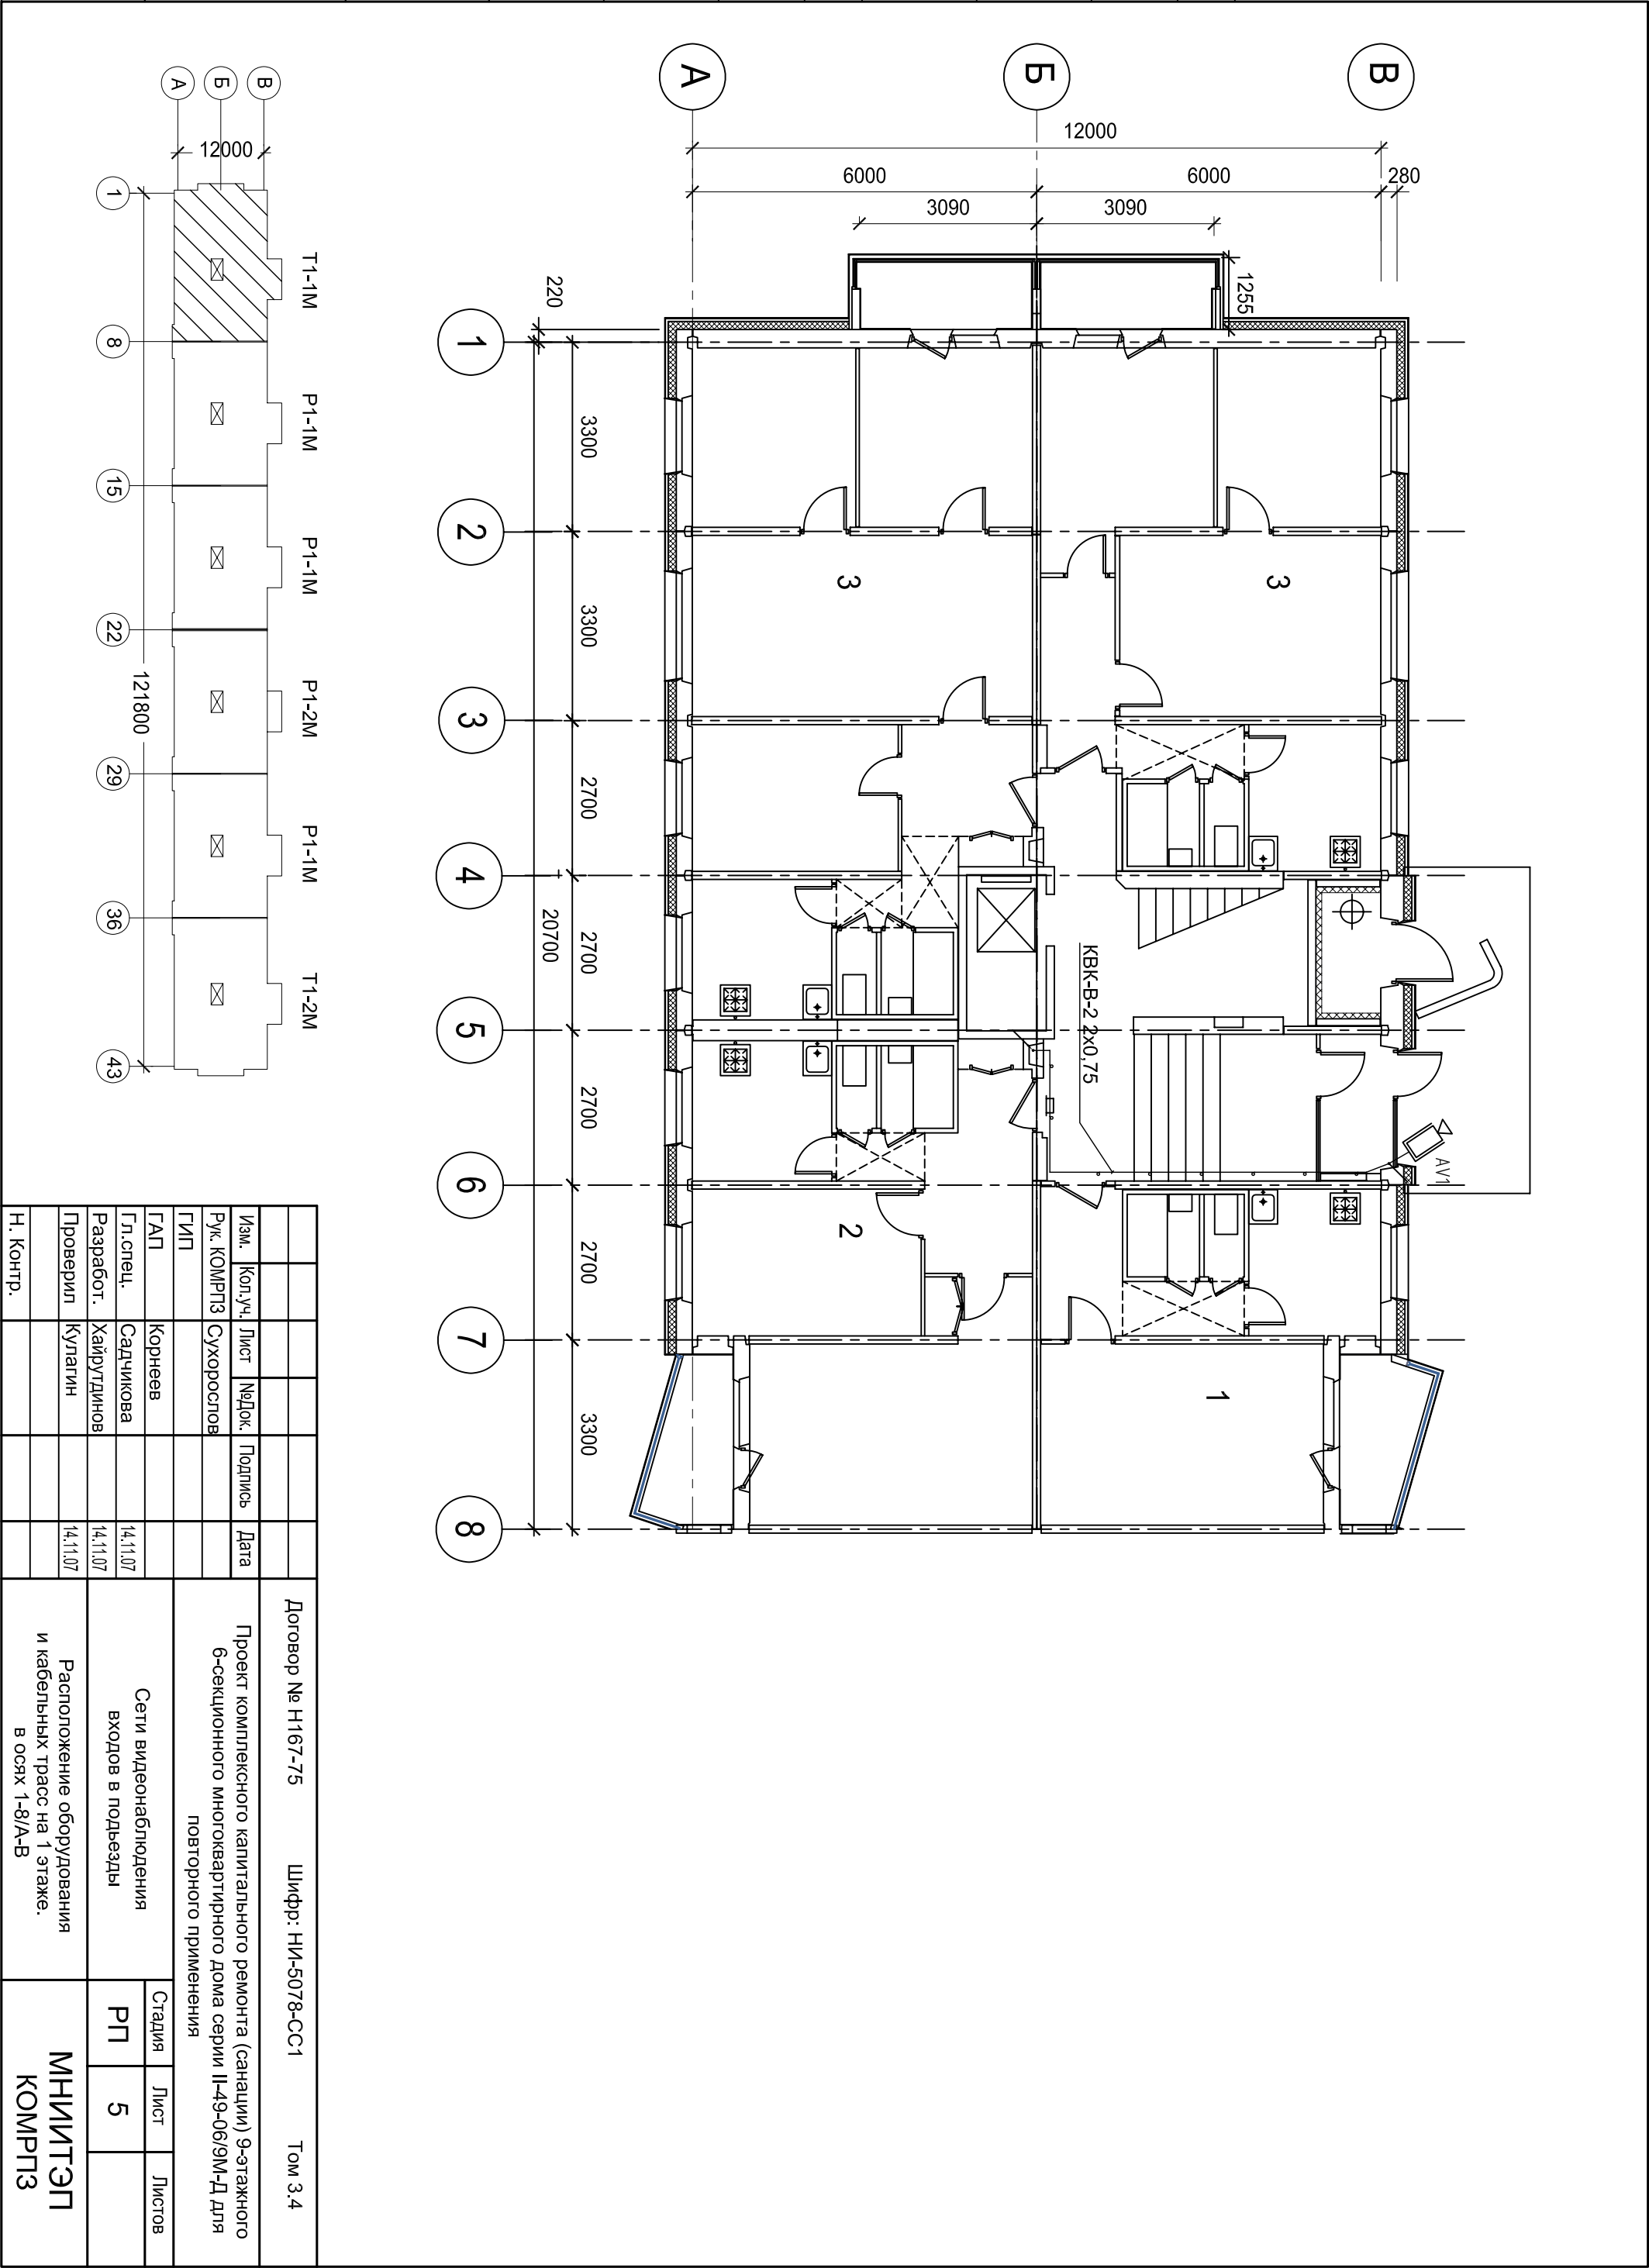 В
Б
А
12000
6000
6000
280
3090
3090
1255
220
1
2
3
4
5
6
7
8
3300
3300
2700
2700
2700
2700
3300
20700
3
3
2
1
КВК-В-2 2х0,75
AV1
В
Б
А
12000
Т1-1М
Р1-1М
Р1-1М
Р1-2М
Р1-1М
Т1-2М
1
8
15
22
29
36
43
121800
Договор № Н167-75 Шифр: НИ-5078-СС1 Том 3.4
Проект комплексного капитального ремонта (санации) 9-этажного
6-секционного многоквартирного дома серии II-49-06/9М-Д для
повторного применения
Изм. Кол.уч. Лист №Док. Подпись Дата
Рук. КОМРПЗ Сухорослов
ГИП
ГАП Корнеев
Гл.спец. Садчикова 14.11.07
Разработ. Хайрутдинов 14.11.07
Проверил Кулагин 14.11.07
Н. Контр.
Сети видеонаблюдения
входов в подьезды
Стадия Лист Листов
РП 5
Расположение оборудования
и кабельных трасс на 1 этаже.
в осях 1-8/А-В
МНИИТЭП
КОМРПЗ